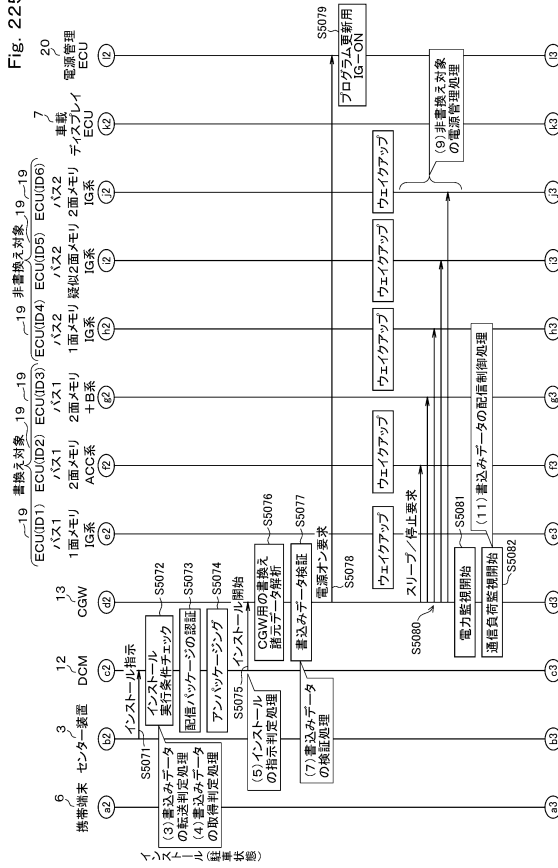 Fig. 225
6
携帯端末
3
センター装置
12
DCM
13
CGW
書換え対象
19
19
19
ECU(ID1)
バス1
1面メモリ
IG系
ECU(ID2)
バス1
2面メモリ
ACC系
ECU(ID3)
バス1
2面メモリ
+B系
非書換え対象
19
19
19
ECU(ID4)
バス2
1面メモリ
IG系
ECU(ID5)
バス2
疑似2面メモリ
IG系
ECU(ID6)
バス2
2面メモリ
IG系
7
車載
ディスプレイ
ECU
20
電源管理
ECU
a2
b2
c2
d2
e2
f2
g2
h2
i2
j2
k2
l2
インストール(駐車状態)
インストール指示
S5071
インストール
実行条件チェック
S5072
(3)書込みデータ
の転送判定処理
(4)書込みデータ
の取得判定処理
配信パッケージの認証
S5073
アンパッケージング
S5074
インストール開始
S5075
(5)インストール
の指示判定処理
CGW用の書換え
諸元データ解析
S5076
書込みデータ検証
S5077
(7)書込みデータ
の検証処理
電源オン要求
S5078
プログラム更新用
IG-ON
S5079
ウェイクアップ
ウェイクアップ
ウェイクアップ
ウェイクアップ
ウェイクアップ
ウェイクアップ
スリープ/停止要求
S5080
(9)非書換え対象
の電源管理処理
電力監視開始
S5081
通信負荷監視開始
S5082
(11)書込みデータの配信制御処理
a3
b3
c3
d3
e3
f3
g3
h3
i3
j3
k3
l3